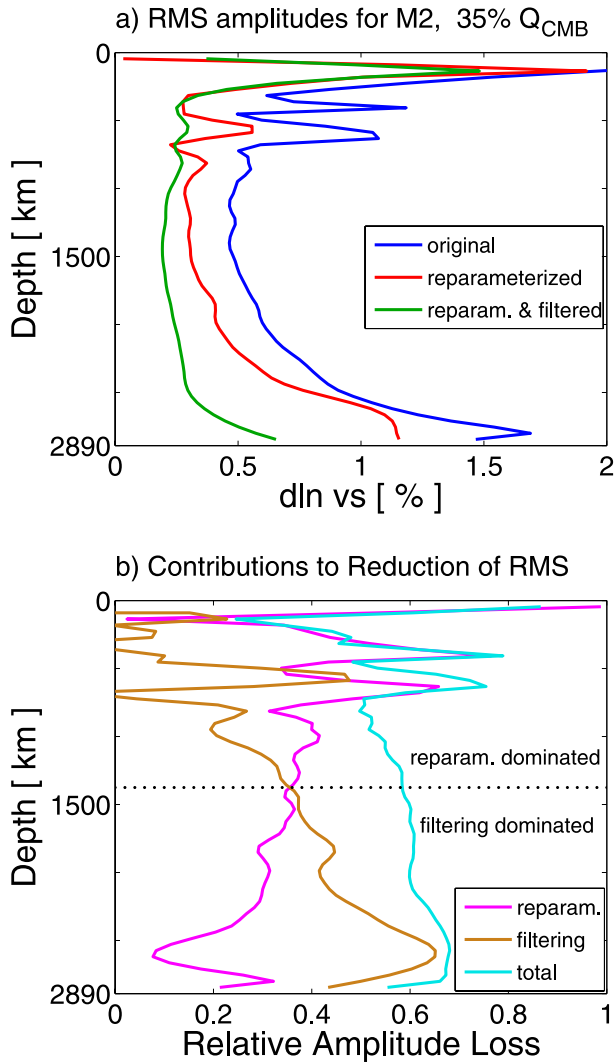 a) RMS amplitudes for M2, 35% Q_CMB
0
1500
2890
Depth [ km ]
original
reparameterized
reparam. & filtered
0 0.5 1 1.5 2
dln vs [ % ]
b) Contributions to Reduction of RMS
0
1500
2890
Depth [ km ]
reparam. dominated
filtering dominated
reparam.
filtering
total
0 0.2 0.4 0.6 0.8 1
Relative Amplitude Loss